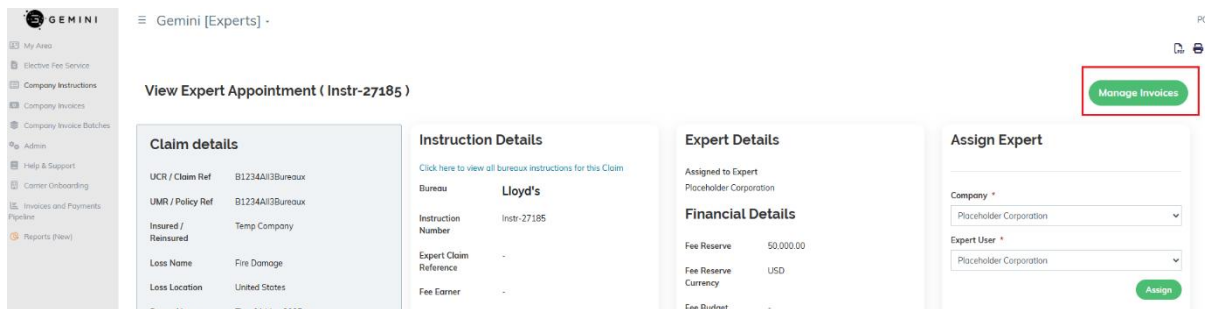 GEMINI
Gemini [Experts] -
My Area
Elective Fee Service
Company Instructions
Company Invoices
Company Invoice Batches
Admin
Help & Support
Carrier Onboarding
Invoices and Payments
Pipeline
Reports (New)
View Expert Appointment ( Instr-27185 )
Manage Invoices
Claim details
UCR / Claim Ref B1234All3Bureaux
UMR / Policy Ref B1234All3Bureaux
Insured / Temp Company
Reinsured
Loss Name Fire Damage
Loss Location United States
Instruction Details
Click here to view all bureaux instructions for this Claim
Bureau Lloyd's
Instruction Instr-27185
Number
Expert Claim -
Reference
Fee Earner -
Expert Details
Assigned to Expert
Placeholder Corporation
Financial Details
Fee Reserve 50,000.00
Fee Reserve USD
Currency
Fee Budget -
Assign Expert
Company *
Placeholder Corporation
Expert User *
Placeholder Corporation
Assign